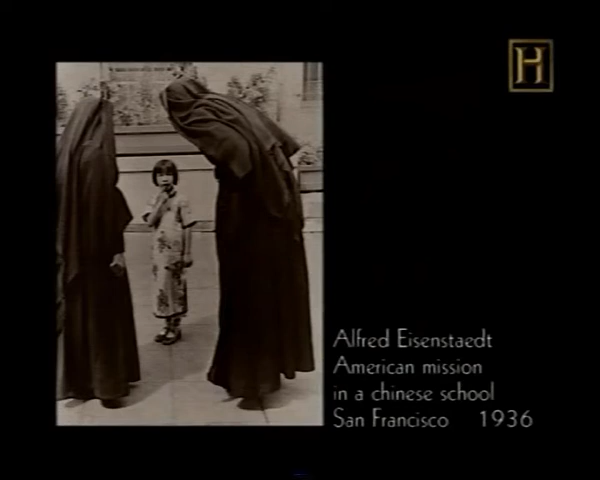 H
Alfred Eisenstaedt
American mission
in a chinese school
San Francisco 1936